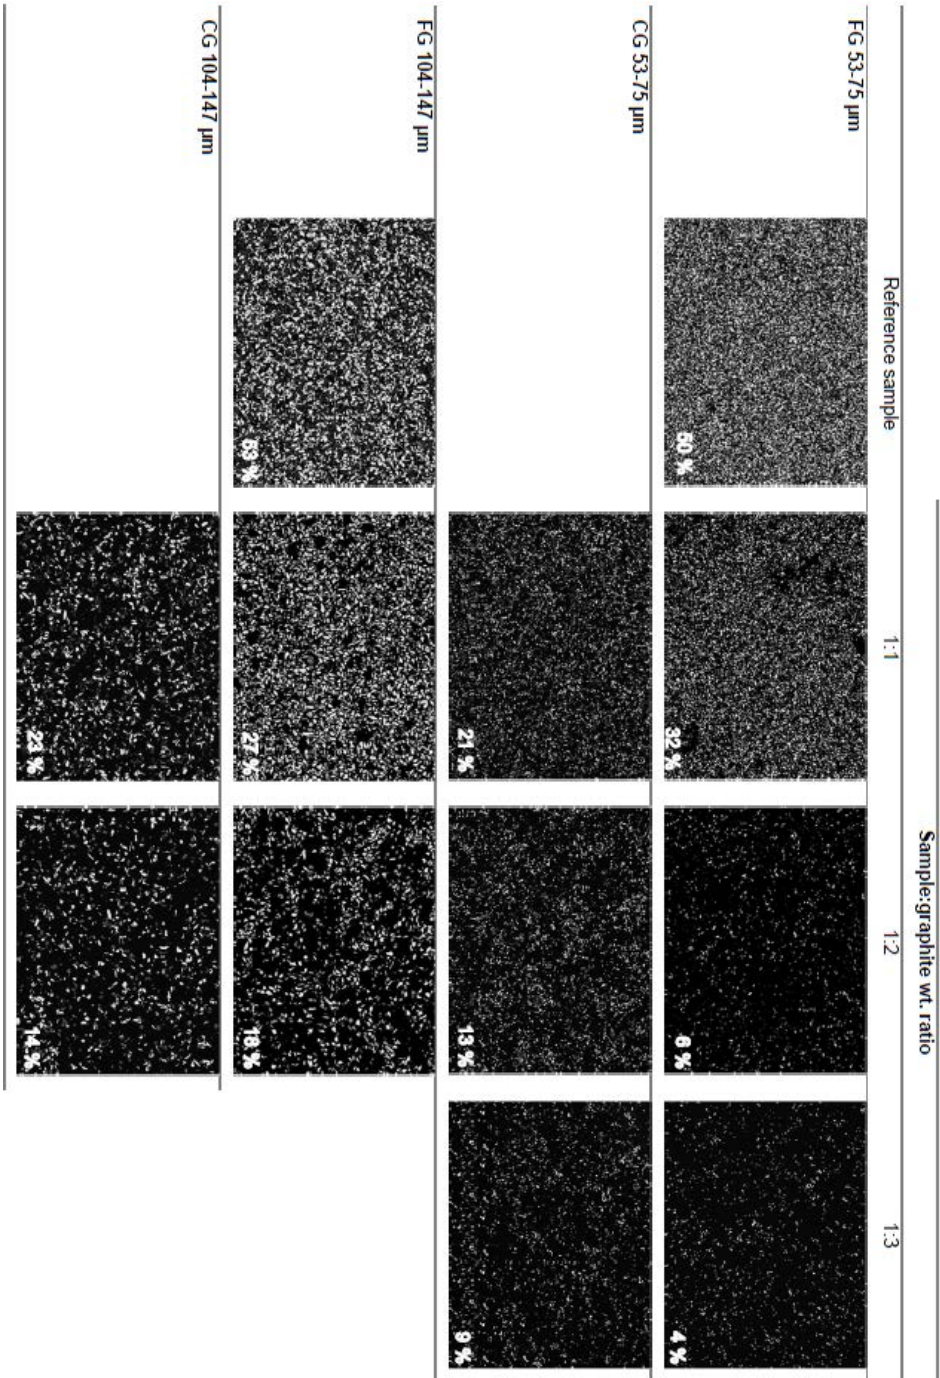 Sample:graphite wt. ratio
Reference sample 1:1 1:2 1:3
FG 53-75 µm
50 % 32 % 6 % 4 %
CG 53-75 µm
21 % 13 % 9 %
FG 104-147 µm
53 % 27 % 18 %
CG 104-147 µm
23 % 14 %